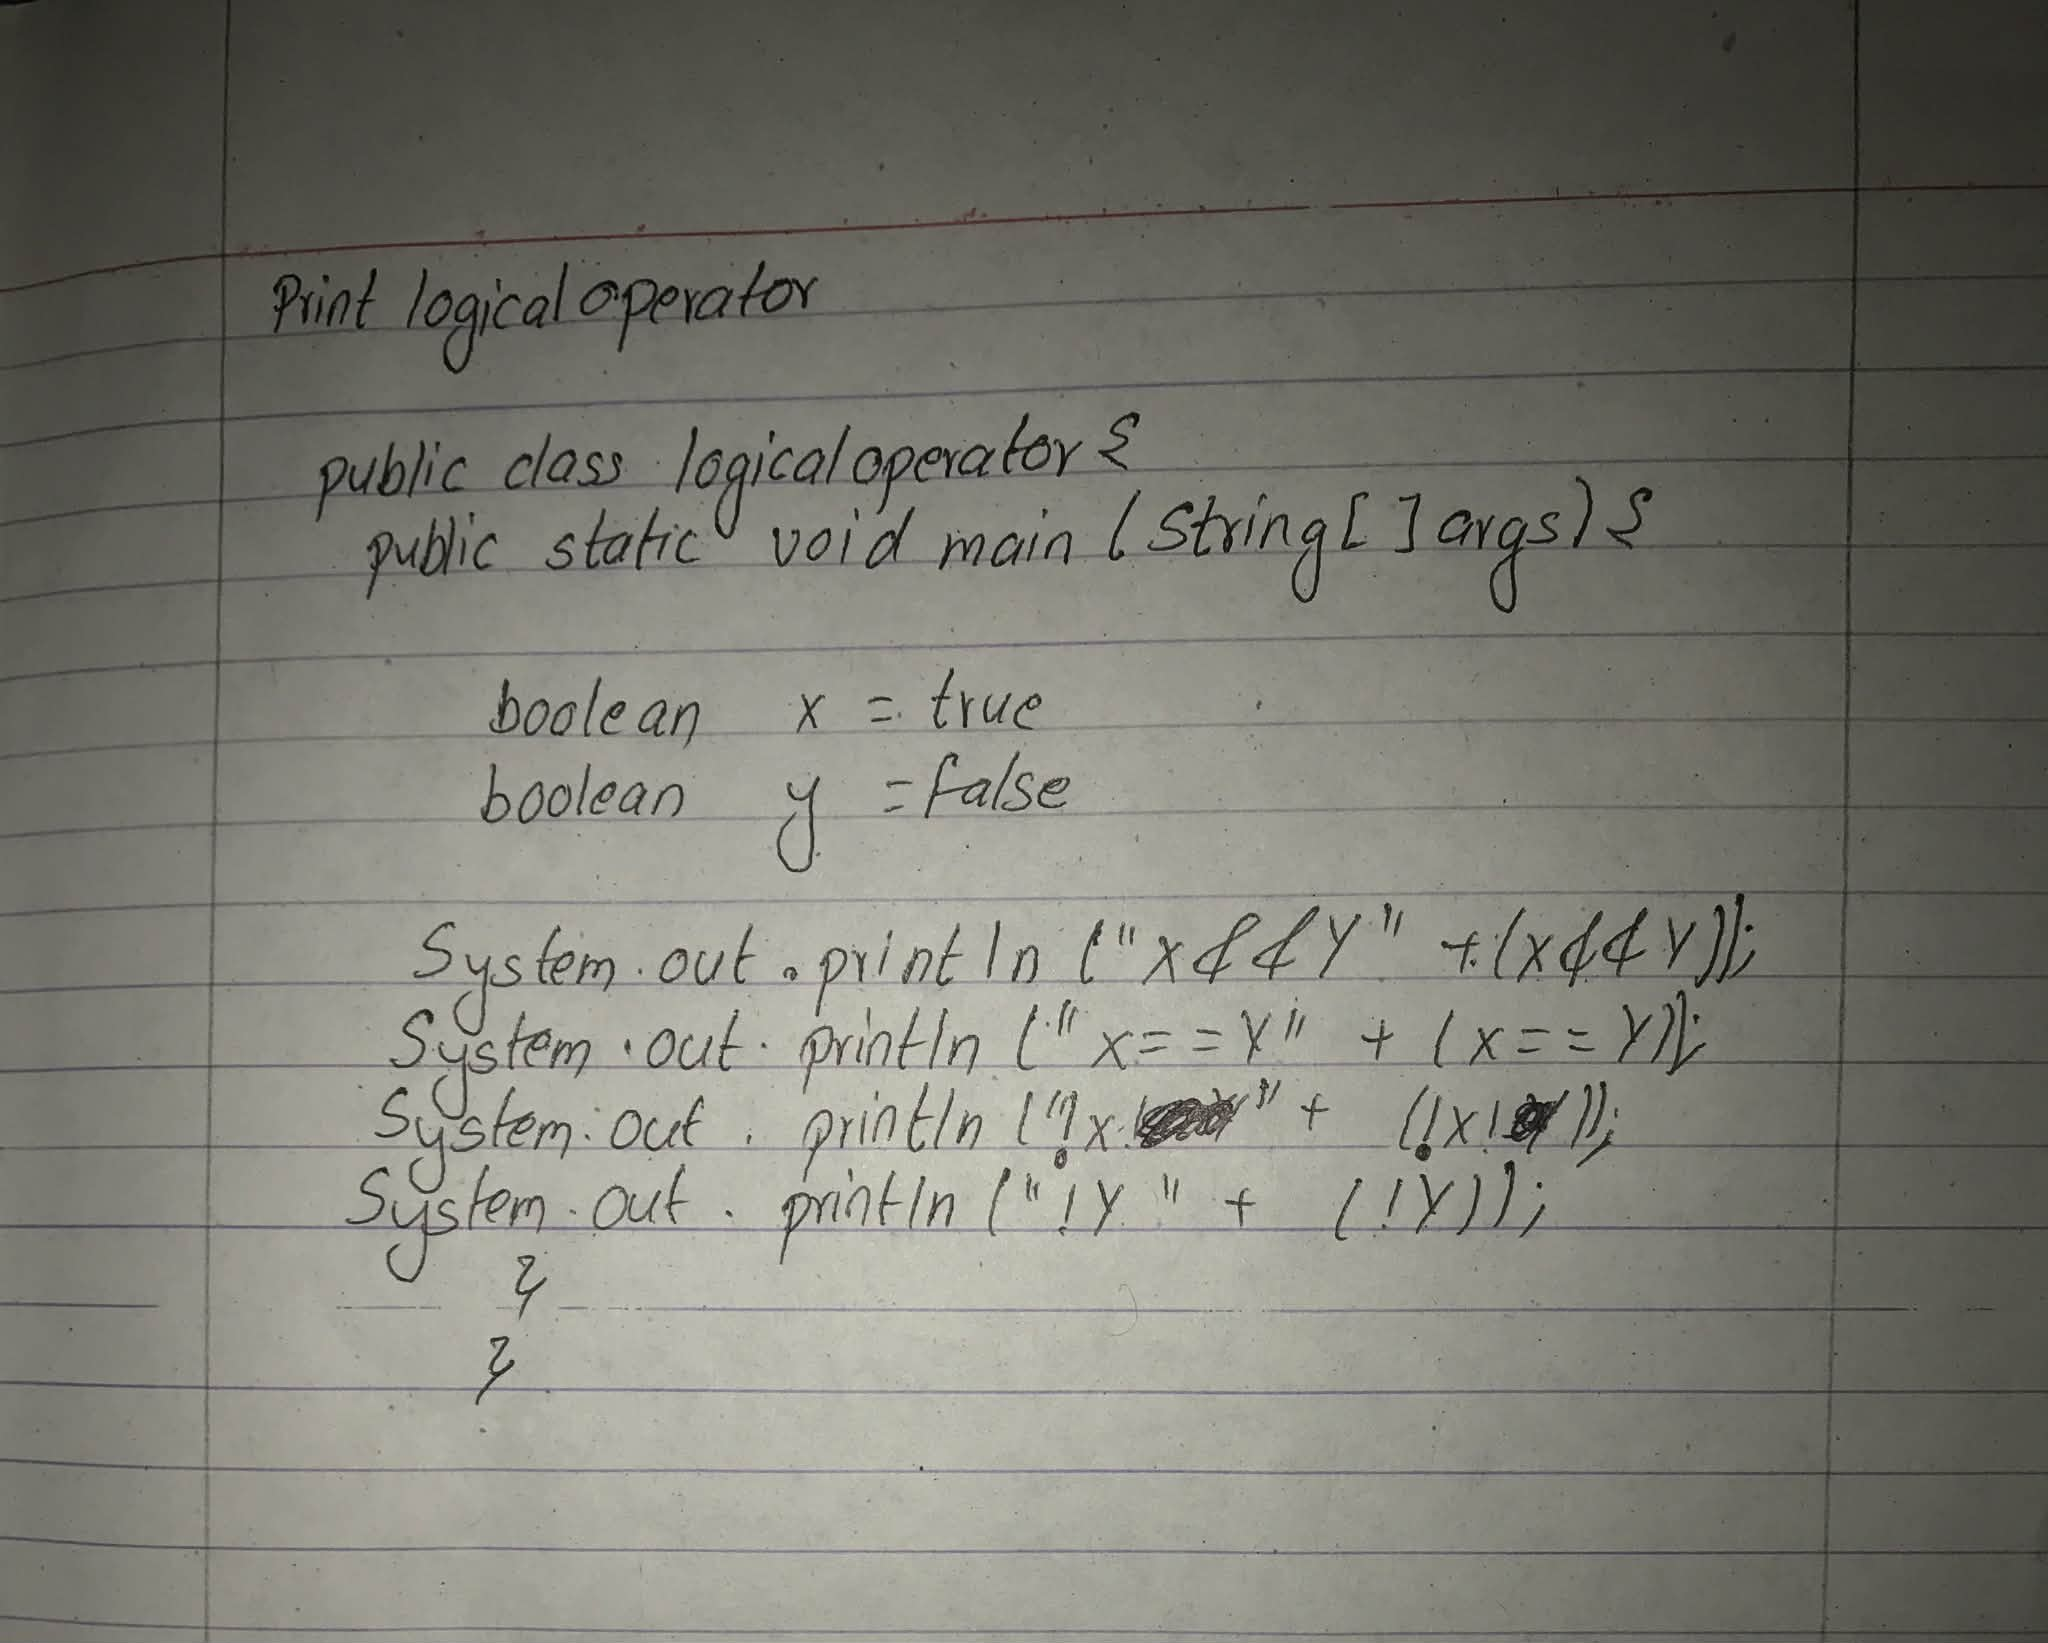 Print logical operator
public class logicaloperator {
public static void main (String[ ] args) {
boolean x = true
boolean y = false
System.out.println ("x&&Y" + (x&&Y));
System.out.println ("x==Y" + (x==Y));
System.out.println ("!x" + (!x));
System.out.println ("!Y" + (!Y));
}
}